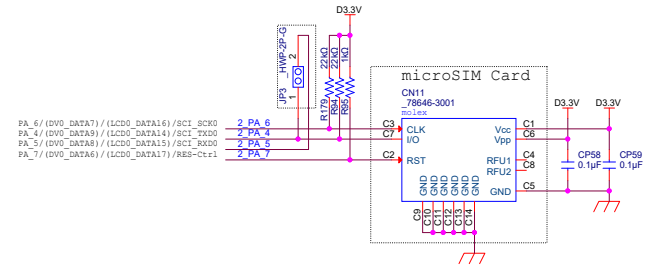 D3.3V
JP3
_HWP-2P-G
2
1
22kΩ
R179
22kΩ
R94
1kΩ
R95
microSIM Card
CN11
_78646-3001
molex
D3.3V
D3.3V
PA_6/(DV0_DATA7)/(LCD0_DATA16)/SCI_SCK0
2_PA_6
PA_4/(DV0_DATA9)/(LCD0_DATA14)/SCI_TXD0
2_PA_4
PA_5/(DV0_DATA8)/(LCD0_DATA15)/SCI_RXD0
2_PA_5
PA_7/(DV0_DATA6)/(LCD0_DATA17)/RES-Ctrl
2_PA_7
C3 CLK
C7 I/O
C2 RST
Vcc C1
Vpp C6
RFU1 C4
RFU2 C8
GND C5
GND GND GND GND GND GND
C9 C10 C11 C12 C13 C14
CP58
0.1µF
CP59
0.1µF